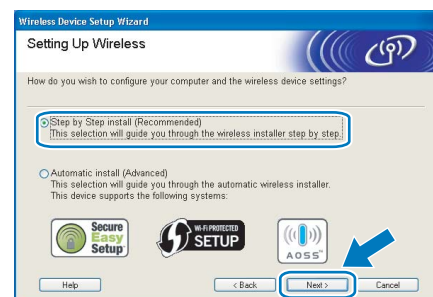 Wireless Device Setup Wizard
Setting Up Wireless
How do you wish to configure your computer and the wireless device settings?
Step by Step install (Recommended)
This selection will guide you through the wireless installer step by step.
Automatic install (Advanced)
This selection will guide you through the automatic wireless installer.
This device supports the following systems:
Secure
Easy
Setup
Wi-Fi PROTECTED
SETUP
AOSS™
Help
< Back
Next >
Cancel